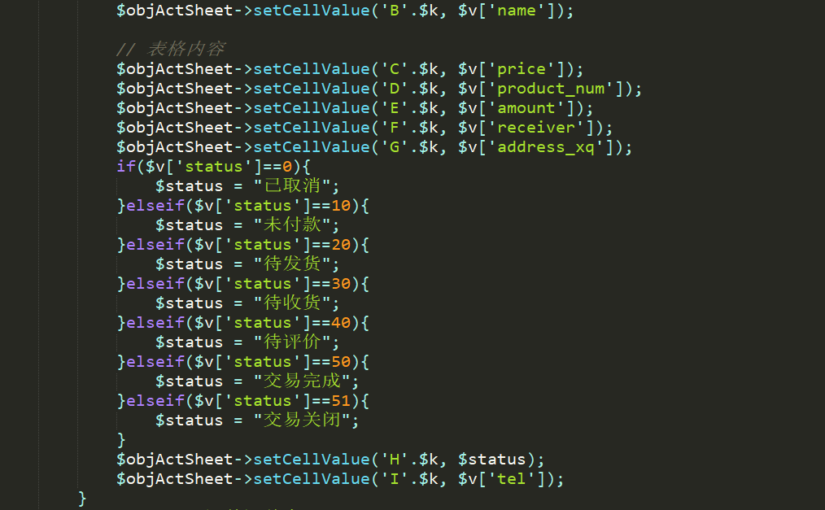 $objActSheet->setCellValue('B'.$k, $v['name']);
// 表格内容
$objActSheet->setCellValue('C'.$k, $v['price']);
$objActSheet->setCellValue('D'.$k, $v['product_num']);
$objActSheet->setCellValue('E'.$k, $v['amount']);
$objActSheet->setCellValue('F'.$k, $v['receiver']);
$objActSheet->setCellValue('G'.$k, $v['address_xq']);
if($v['status']==0){
$status = "已取消";
}elseif($v['status']==10){
$status = "未付款";
}elseif($v['status']==20){
$status = "待发货";
}elseif($v['status']==30){
$status = "待收货";
}elseif($v['status']==40){
$status = "待评价";
}elseif($v['status']==50){
$status = "交易完成";
}elseif($v['status']==51){
$status = "交易关闭";
}
$objActSheet->setCellValue('H'.$k, $status);
$objActSheet->setCellValue('I'.$k, $v['tel']);
}